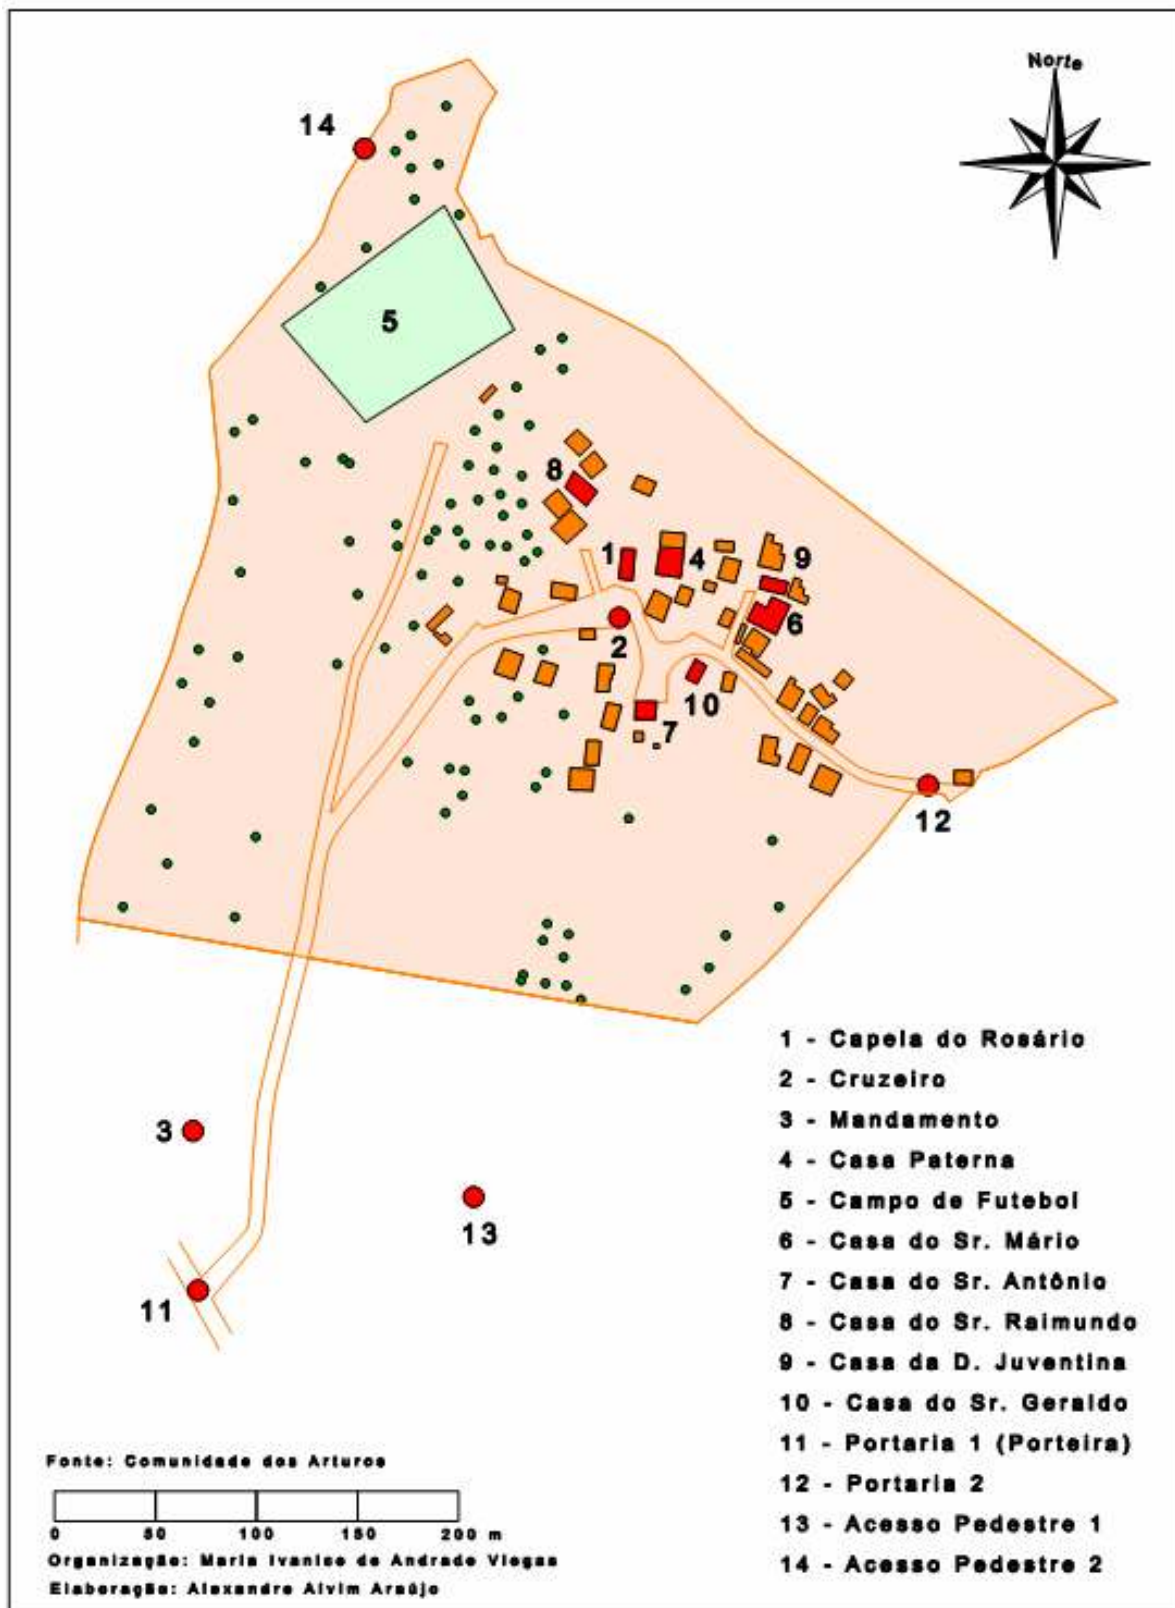 Norte
14
5
8
1
4
9
6
2
10
7
12
3
13
11
1 - Capela do Rosário
2 - Cruzeiro
3 - Mandamento
4 - Casa Paterna
5 - Campo de Futebol
6 - Casa do Sr. Mário
7 - Casa do Sr. Antônio
8 - Casa do Sr. Raimundo
9 - Casa da D. Juventina
10 - Casa do Sr. Geraldo
11 - Portaria 1 (Porteira)
12 - Portaria 2
13 - Acesso Pedestre 1
14 - Acesso Pedestre 2
Fonte: Comunidade dos Arturos
0 50 100 150 200 m
Organização: Maria Ivanice de Andrade Viegas
Elaboração: Alexandre Alvim Araújo